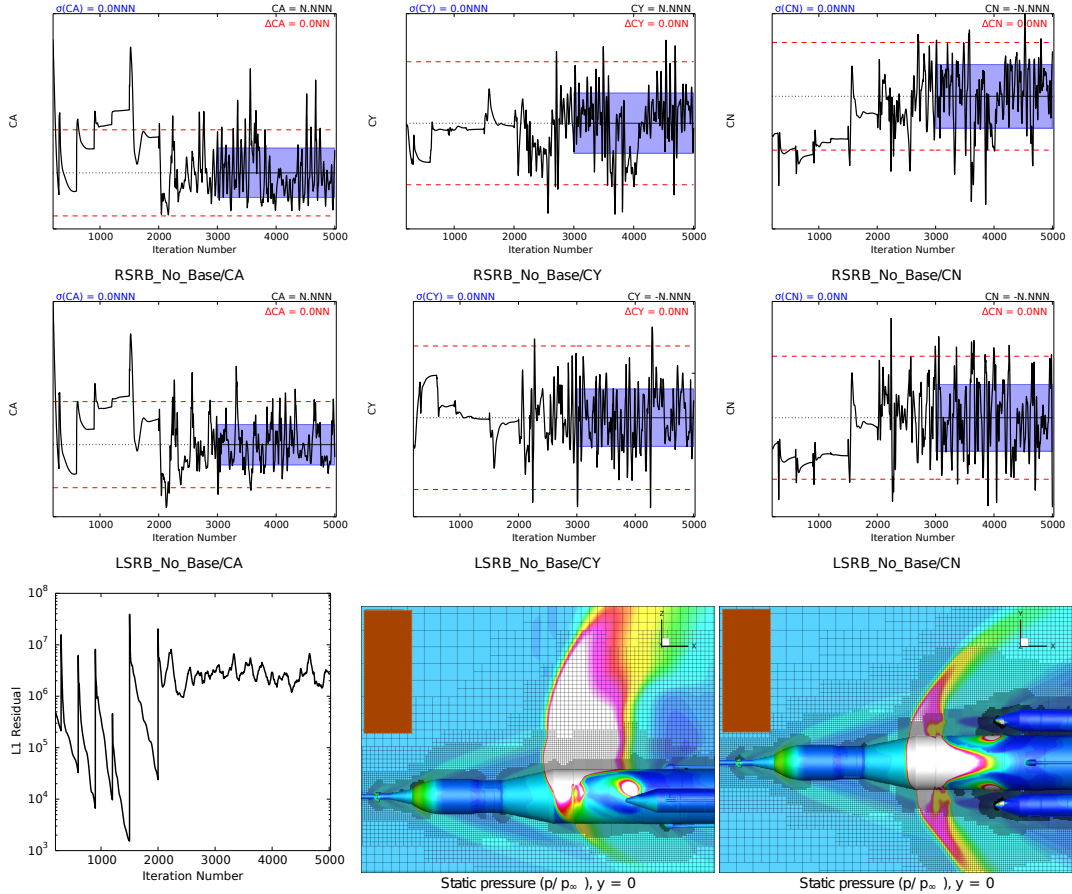 σ(CA) = 0.0NNN
CA = N.NNN
ΔCA = 0.0NN
CA
1000 2000 3000 4000 5000
Iteration Number
RSRB_No_Base/CA
σ(CY) = 0.0NNN
CY = N.NNN
ΔCY = 0.0NN
CY
1000 2000 3000 4000 5000
Iteration Number
RSRB_No_Base/CY
σ(CN) = 0.0NNN
CN = -N.NNN
ΔCN = 0.0NN
CN
1000 2000 3000 4000 5000
Iteration Number
RSRB_No_Base/CN
σ(CA) = 0.0NNN
CA = N.NNN
ΔCA = 0.0NN
CA
1000 2000 3000 4000 5000
Iteration Number
LSRB_No_Base/CA
σ(CY) = 0.0NNN
CY = -N.NNN
ΔCY = 0.0NN
CY
1000 2000 3000 4000 5000
Iteration Number
LSRB_No_Base/CY
σ(CN) = 0.0NNN
CN = -N.NNN
ΔCN = 0.0NN
CN
1000 2000 3000 4000 5000
Iteration Number
LSRB_No_Base/CN
10⁸
10⁷
10⁶
10⁵
10⁴
10³
L1 Residual
1000 2000 3000 4000 5000
Iteration Number
Z
X
Static pressure (p/p∞), y = 0
Y
X
Static pressure (p/p∞), y = 0